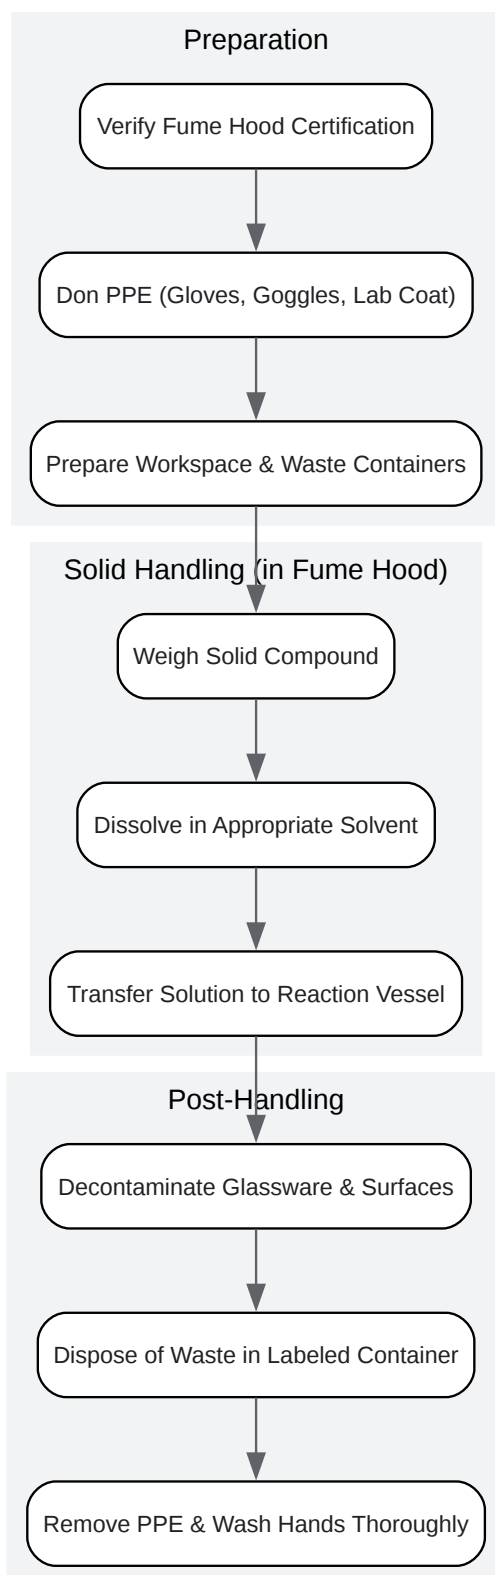 Preparation
Verify Fume Hood Certification
Don PPE (Gloves, Goggles, Lab Coat)
Prepare Workspace & Waste Containers
Solid Handling (in Fume Hood)
Weigh Solid Compound
Dissolve in Appropriate Solvent
Transfer Solution to Reaction Vessel
Post-Handling
Decontaminate Glassware & Surfaces
Dispose of Waste in Labeled Container
Remove PPE & Wash Hands Thoroughly